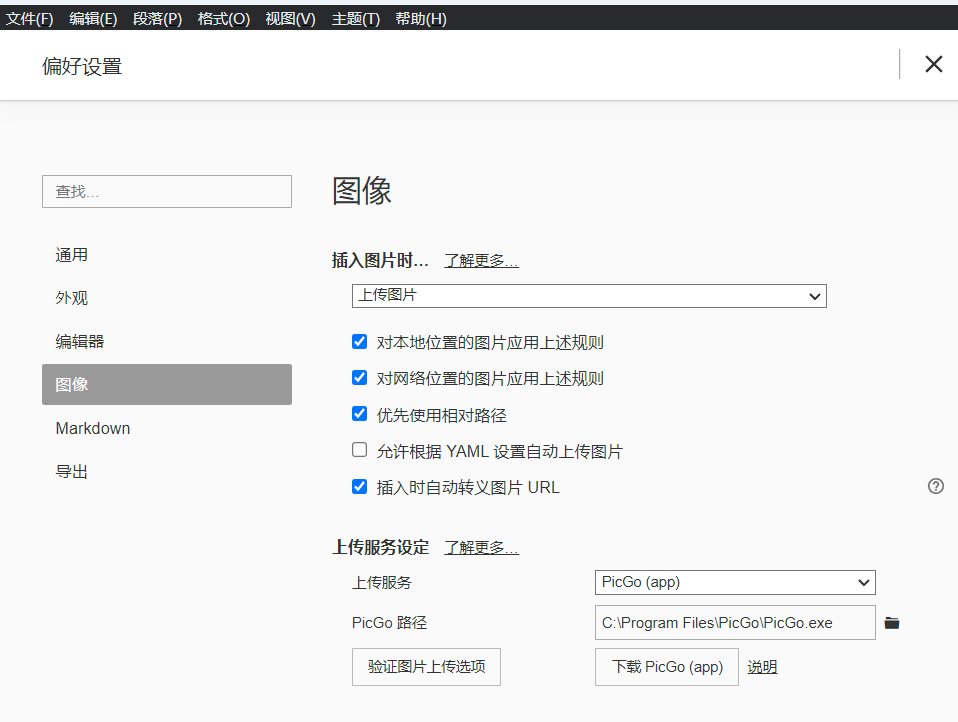 文件(F) 编辑(E) 段落(P) 格式(O) 视图(V) 主题(T) 帮助(H)
偏好设置
查找...
通用
外观
编辑器
图像
Markdown
导出
图像
插入图片时... 了解更多...
上传图片
对本地位置的图片应用上述规则
对网络位置的图片应用上述规则
优先使用相对路径
允许根据 YAML 设置自动上传图片
插入时自动转义图片 URL
上传服务设定 了解更多...
上传服务 PicGo (app)
PicGo 路径 C:\Program Files\PicGo\PicGo.exe
验证图片上传选项 下载 PicGo (app) 说明